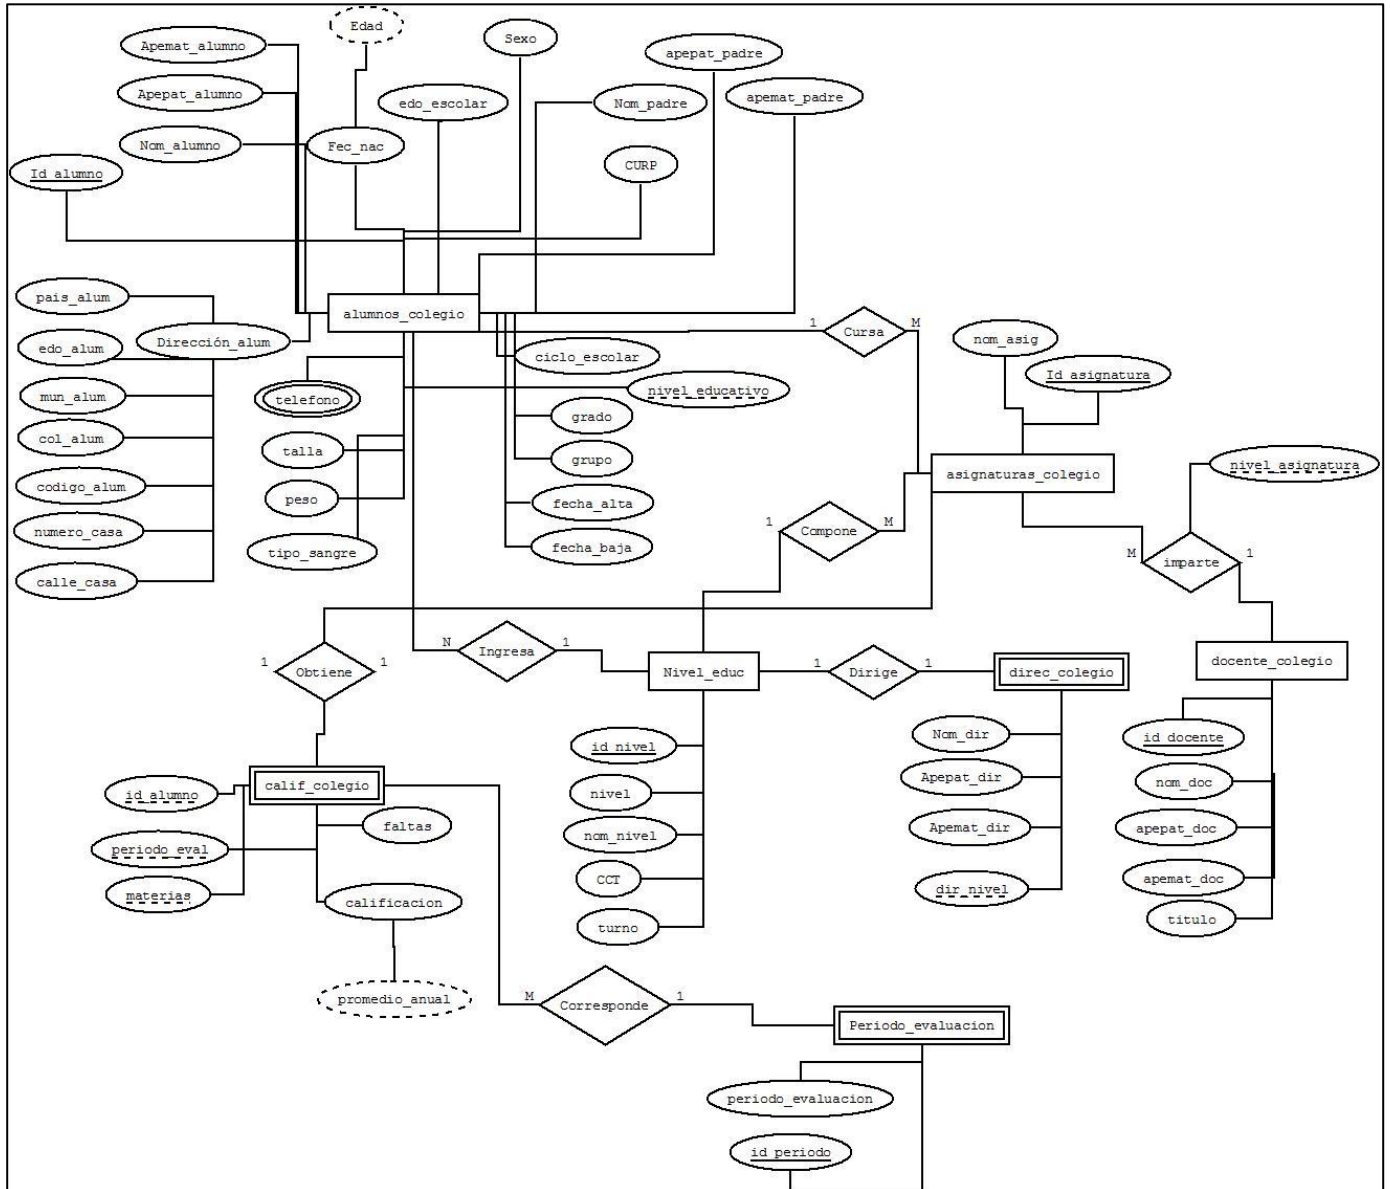 Edad
Sexo
Apemat_alumno
apepat_padre
Apepat_alumno
edo_escolar
Nom_padre
apemat_padre
Nom_alumno
Fec_nac
CURP
Id_alumno
pais_alum
alumnos_colegio
1
Cursa
M
nom_asig
edo_alum
Dirección_alum
ciclo_escolar
Id_asignatura
mun_alum
telefono
nivel_educativo
grado
col_alum
talla
grupo
asignaturas_colegio
nivel_asignatura
codigo_alum
peso
fecha_alta
numero_casa
1
Compone
M
tipo_sangre
fecha_baja
M
imparte
1
calle_casa
N
Ingresa
1
1
Obtiene
1
Nivel_educ
1
Dirige
1
direc_colegio
docente_colegio
id_nivel
Nom_dir
id_docente
calif_colegio
id_alumno
nivel
Apepat_dir
nom_doc
faltas
nom_nivel
Apemat_dir
apepat_doc
periodo_eval
CCT
dir_nivel
apemat_doc
materias
calificacion
turno
titulo
promedio_anual
M
Corresponde
1
Periodo_evaluacion
periodo_evaluacion
id_periodo